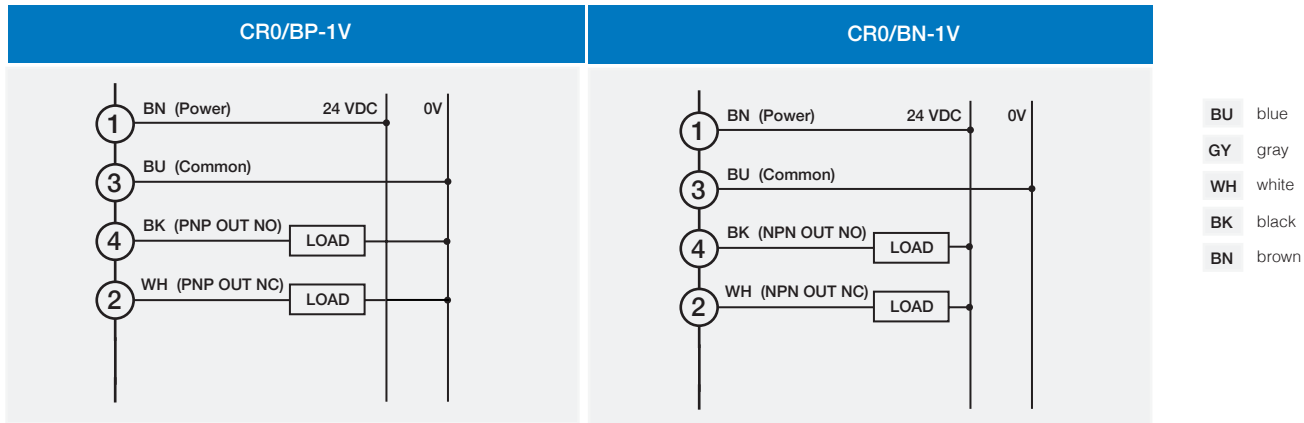 CR0/BP-1V
1 BN (Power) 24 VDC 0V
3 BU (Common)
4 BK (PNP OUT NO) LOAD
2 WH (PNP OUT NC) LOAD
CR0/BN-1V
1 BN (Power) 24 VDC 0V
3 BU (Common)
4 BK (NPN OUT NO) LOAD
2 WH (NPN OUT NC) LOAD
BU blue
GY gray
WH white
BK black
BN brown